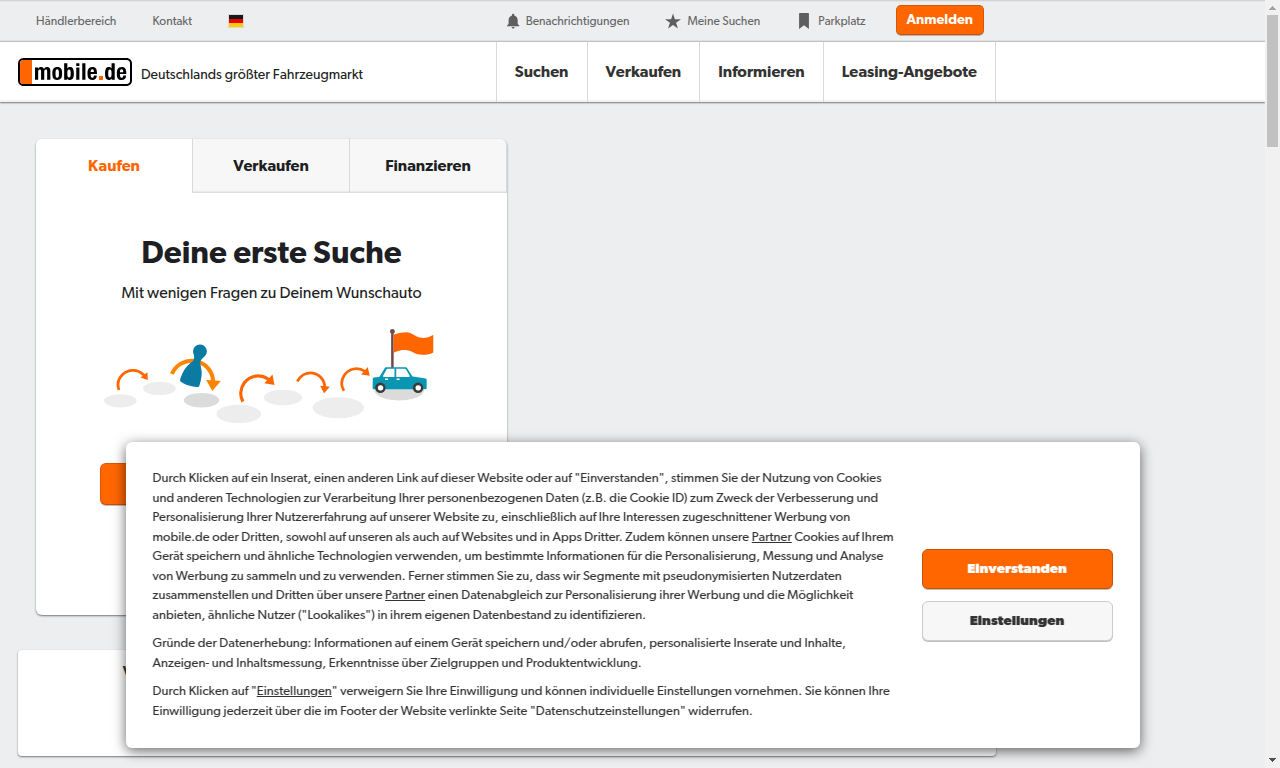 Händlerbereich
Kontakt
Benachrichtigungen
Meine Suchen
Parkplatz
Anmelden
mobile.de
Deutschlands größter Fahrzeugmarkt
Suchen
Verkaufen
Informieren
Leasing-Angebote
Kaufen
Verkaufen
Finanzieren
Deine erste Suche
Mit wenigen Fragen zu Deinem Wunschauto
Durch Klicken auf ein Inserat, einen anderen Link auf dieser Website oder auf "Einverstanden", stimmen Sie der Nutzung von Cookies
und anderen Technologien zur Verarbeitung Ihrer personenbezogenen Daten (z.B. die Cookie ID) zum Zweck der Verbesserung und
Personalisierung Ihrer Nutzererfahrung auf unserer Website zu, einschließlich auf Ihre Interessen zugeschnittener Werbung von
mobile.de oder Dritten, sowohl auf unseren als auch auf Websites und in Apps Dritter. Zudem können unsere Partner Cookies auf Ihrem
Gerät speichern und ähnliche Technologien verwenden, um bestimmte Informationen für die Personalisierung, Messung und Analyse
von Werbung zu sammeln und zu verwenden. Ferner stimmen Sie zu, dass wir Segmente mit pseudonymisierten Nutzerdaten
zusammenstellen und Dritten über unsere Partner einen Datenabgleich zur Personalisierung ihrer Werbung und die Möglichkeit
anbieten, ähnliche Nutzer ("Lookalikes") in ihrem eigenen Datenbestand zu identifizieren.
Gründe der Datenerhebung: Informationen auf einem Gerät speichern und/oder abrufen, personalisierte Inserate und Inhalte,
Anzeigen- und Inhaltsmessung, Erkenntnisse über Zielgruppen und Produktentwicklung.
Durch Klicken auf "Einstellungen" verweigern Sie Ihre Einwilligung und können individuelle Einstellungen vornehmen. Sie können Ihre
Einwilligung jederzeit über die im Footer der Website verlinkte Seite "Datenschutzeinstellungen" widerrufen.
Einverstanden
Einstellungen